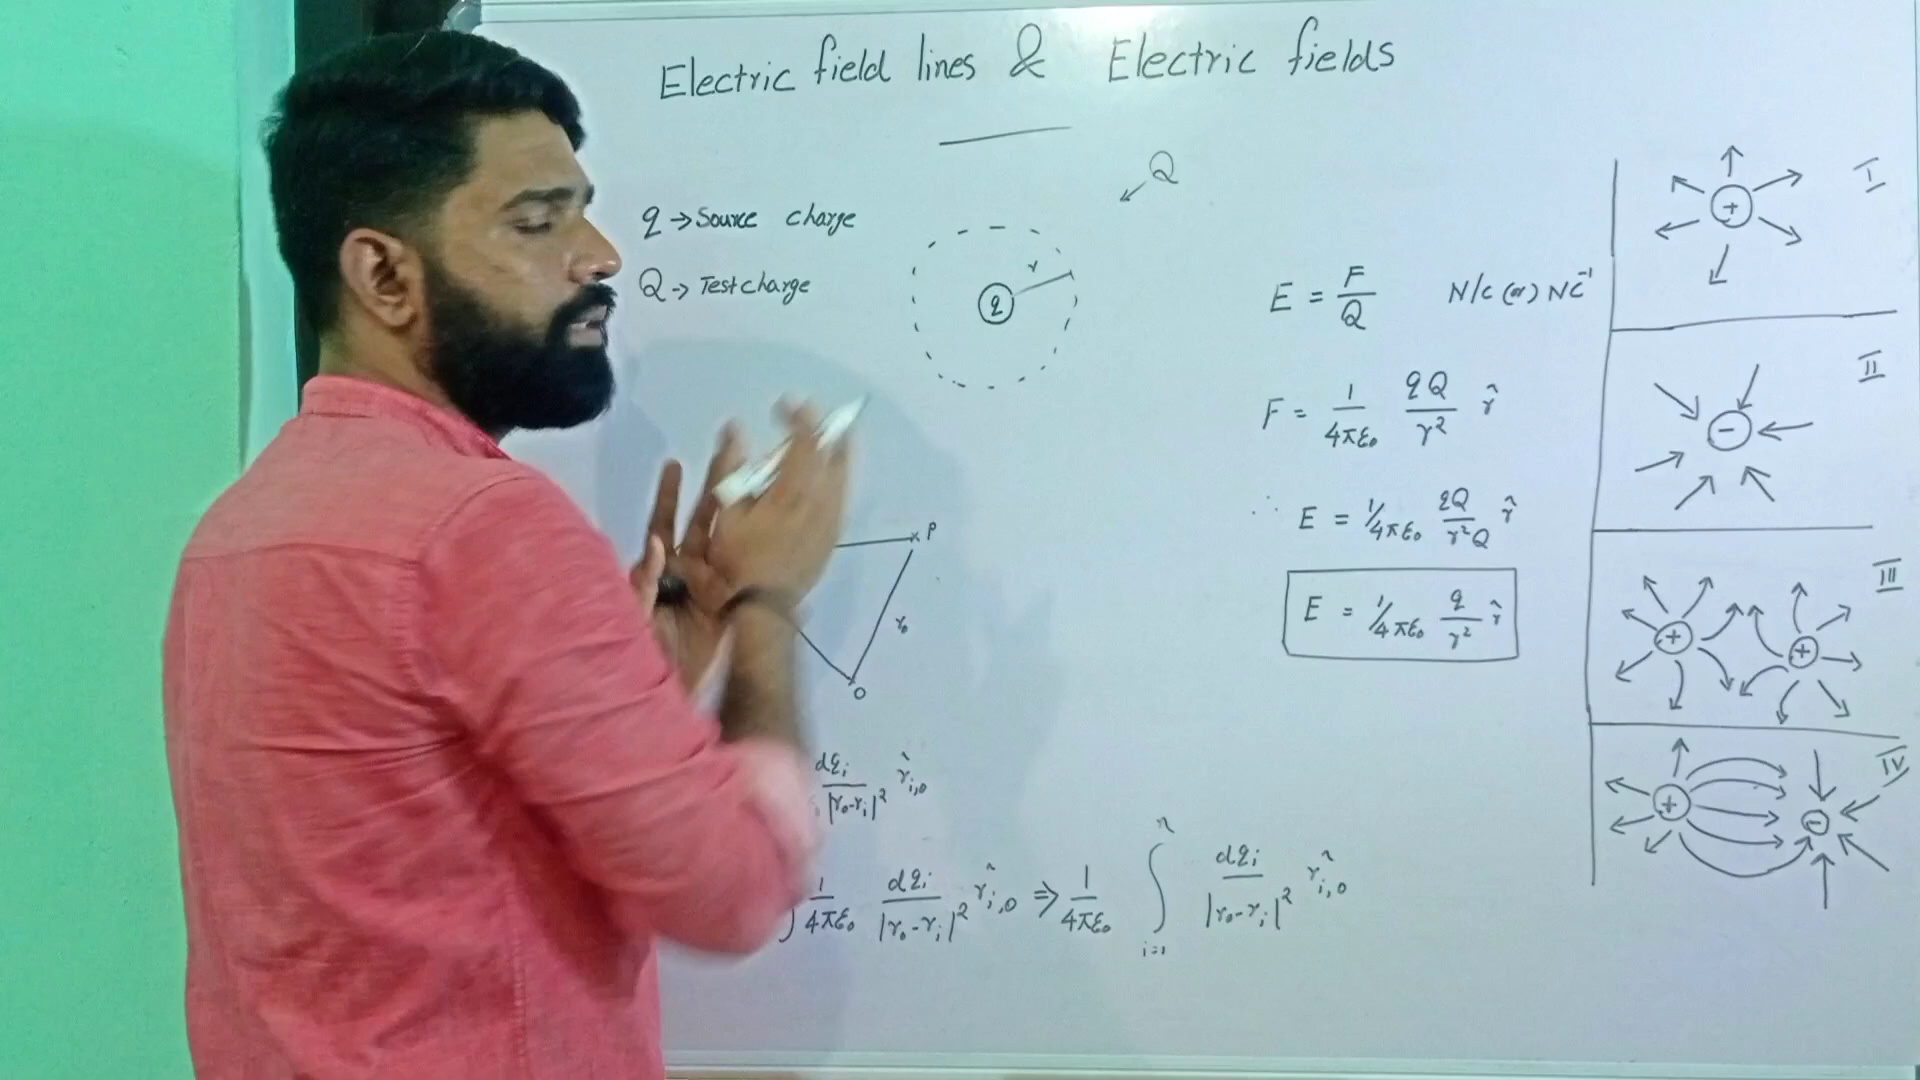 Electric field lines & Electric fields
q → Source charge
Q → Test charge
Q
r
q
E = F/Q N/C (or) NC⁻¹
F = 1/4πε₀ qQ/r² r̂
∴ E = 1/4πε₀ qQ/r²Q r̂
E = 1/4πε₀ q/r² r̂
P
r₀
O
dqᵢ/|r₀-rᵢ|² r̂ᵢ,₀
∫ 1/4πε₀ dqᵢ/|r₀-rᵢ|² r̂ᵢ,₀ ⇒ 1/4πε₀ ∫ᵢ₌₁ⁿ dqᵢ/|r₀-rᵢ|² r̂ᵢ,₀
I
+
II
-
III
+ +
IV
+ -